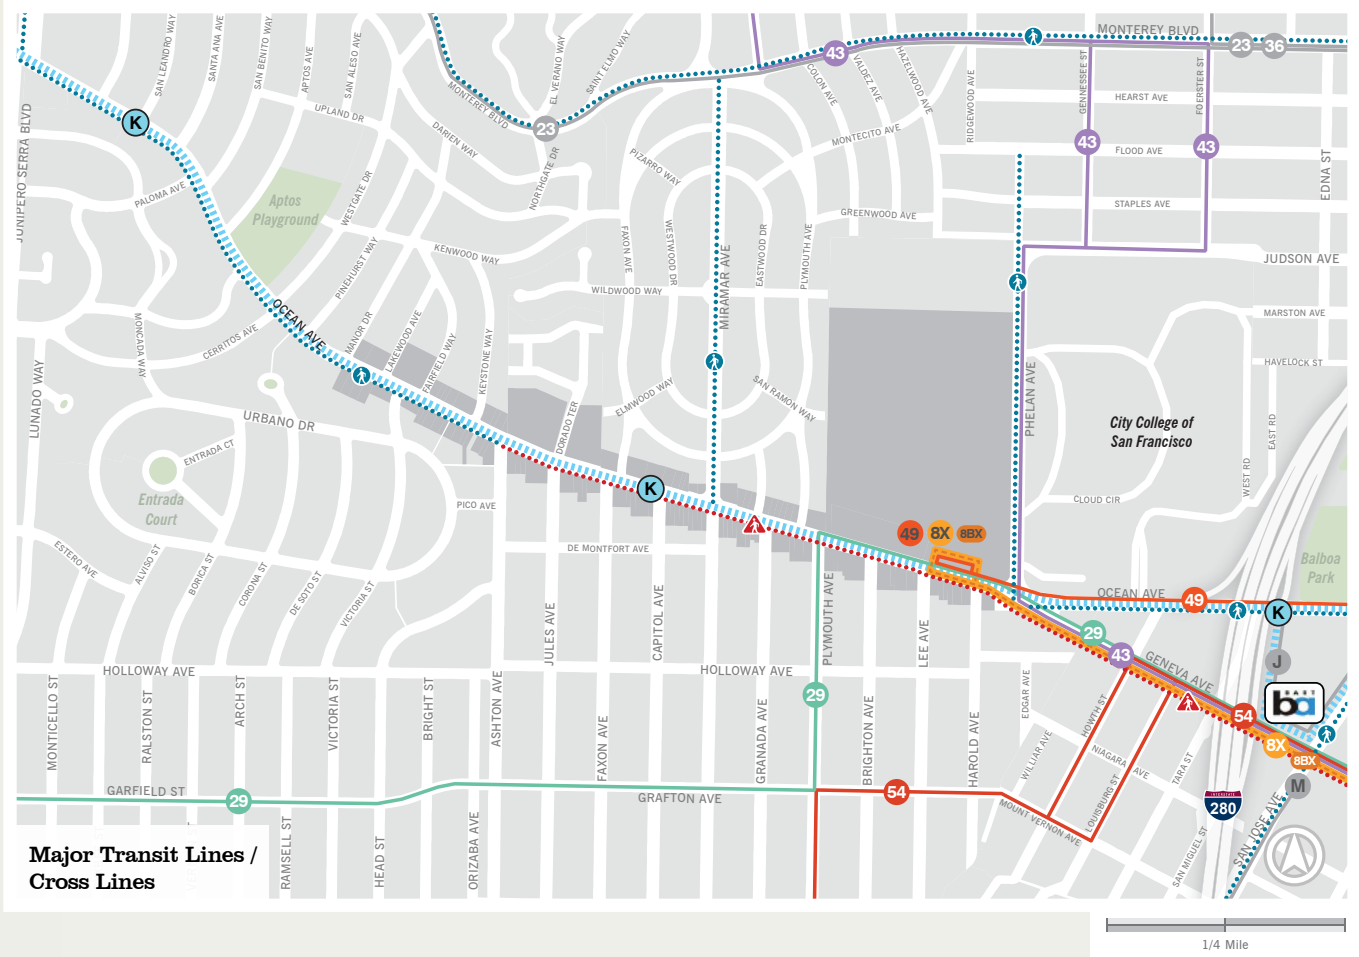 MONTEREY BLVD
SAN LEANDRO WAY
SANTA ANA AVE
SAN BENITO WAY
APTOS AVE
SAN ALESO AVE
EL VERANO WAY
SAINT ELMO WAY
43
23
36
COLON AVE
VALDEZ AVE
HAZELWOOD AVE
RIDGEWOOD AVE
GENNESSEE ST
FOERSTER ST
HEARST AVE
JUNIPERO SERRA BLVD
K
UPLAND DR
MONTEREY BLVD
DARIEN WAY
23
NORTHGATE DR
PIZARRO WAY
MONTECITO AVE
43
FLOOD AVE
43
EDNA ST
PALOMA AVE
Aptos
Playground
WESTGATE DR
PINEHURST WAY
KENWOOD WAY
FAXON AVE
WESTWOOD DR
MIRAMAR AVE
EASTWOOD DR
PLYMOUTH AVE
GREENWOOD AVE
STAPLES AVE
JUDSON AVE
WILDWOOD WAY
MARSTON AVE
HAVELOCK ST
MONCADA WAY
CERRITOS AVE
OCEAN AVE
MANOR DR
LAKEWOOD AVE
FAIRFIELD WAY
KEYSTONE WAY
LUNADO WAY
URBANO DR
ENTRADA CT
Entrada
Court
DORADO TER
ELMWOOD WAY
SAN RAMON WAY
PHELAN AVE
City College of
San Francisco
EAST RD
WEST RD
CLOUD CIR
K
PICO AVE
DE MONTFORT AVE
49
8X
8BX
Balboa
Park
ESTERO AVE
ALVISO ST
BORICA ST
CORONA ST
DE SOTO ST
VICTORIA ST
JULES AVE
CAPITOL AVE
PLYMOUTH AVE
LEE AVE
OCEAN AVE
49
K
29
43
GENEVA AVE
J
HOLLOWAY AVE
HOLLOWAY AVE
MONTICELLO ST
RALSTON ST
ARCH ST
VICTORIA ST
BRIGHT ST
ASHTON AVE
FAXON AVE
GRANADA AVE
29
BRIGHTON AVE
HAROLD AVE
EDGAR AVE
HOWTH ST
WILLIAR AVE
NIAGARA AVE
LOUISBURG ST
TARA ST
54
8X
8BX
M
ba
INTERSTATE
280
GARFIELD ST
29
GRAFTON AVE
54
MOUNT VERNON AVE
SAN MIGUEL ST
SAN JOSE AVE
RAMSELL ST
HEAD ST
ORIZABA AVE
Major Transit Lines /
Cross Lines
1/4 Mile